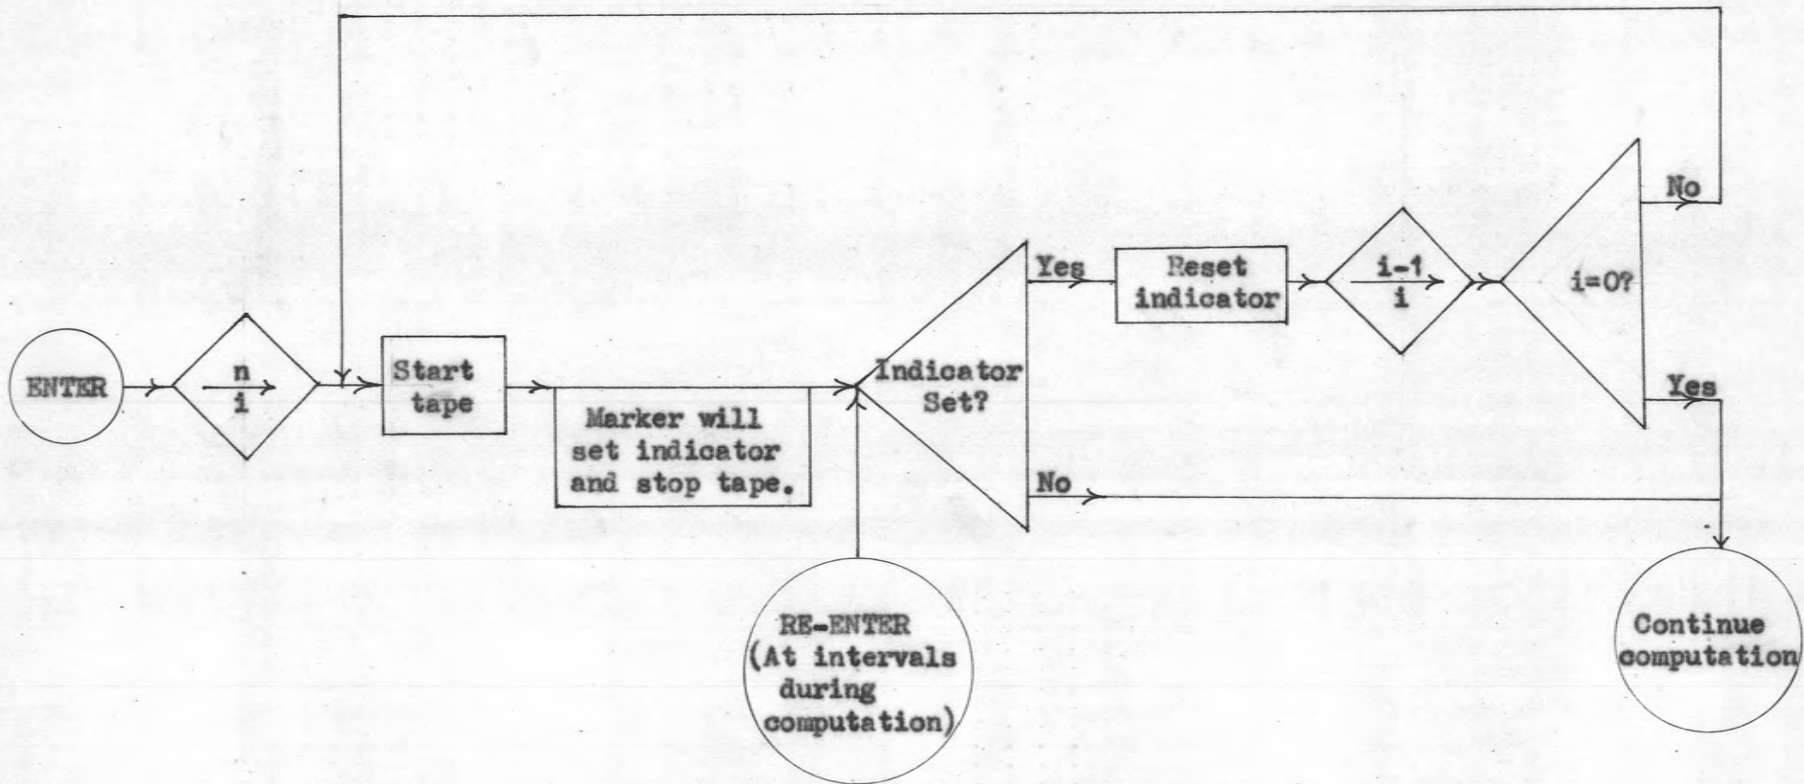 ENTER
n
i
Start
tape
Marker will
set indicator
and stop tape.
Indicator
Set?
Yes
Reset
indicator
i-1
i
i=0?
No
Yes
No
RE-ENTER
(At intervals
during
computation)
Continue
computation